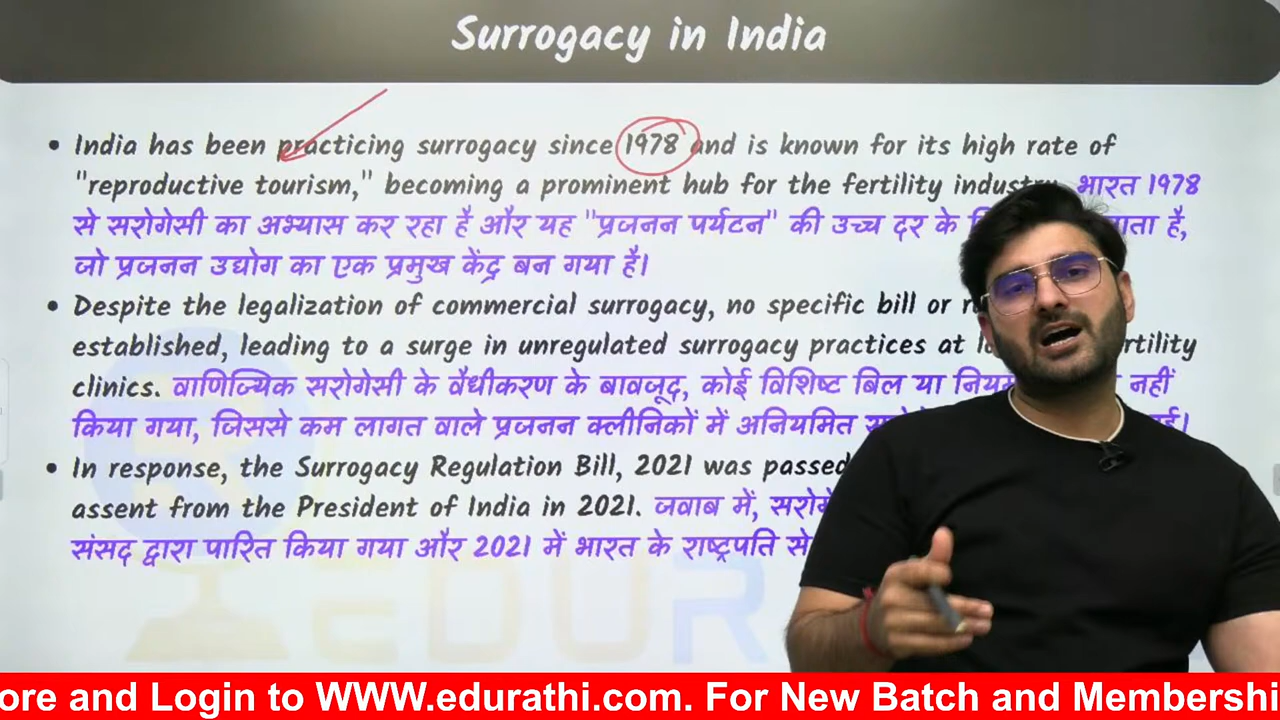 Surrogacy in India
• India has been practicing surrogacy since 1978 and is known for its high rate of
"reproductive tourism," becoming a prominent hub for the fertility industry. भारत 1978
से सरोगेसी का अभ्यास कर रहा है और यह "प्रजनन पर्यटन" की उच्च दर के है,
जो प्रजनन उद्योग का एक प्रमुख केंद्र बन गया है।
• Despite the legalization of commercial surrogacy, no specific bill or
established, leading to a surge in unregulated surrogacy practices at
clinics. वाणिज्यिक सरोगेसी के वैधीकरण के बावजूद, कोई विशिष्ट बिल या नहीं
किया गया, जिससे कम लागत वाले प्रजनन क्लीनिकों में अनियमित
• In response, the Surrogacy Regulation Bill, 2021 was passed
assent from the President of India in 2021. जवाब में,
संसद द्वारा पारित किया गया और 2021 में भारत के राष्ट्रपति से
EDUR
ore and Login to WWW.edurathi.com. For New Batch and Membershi